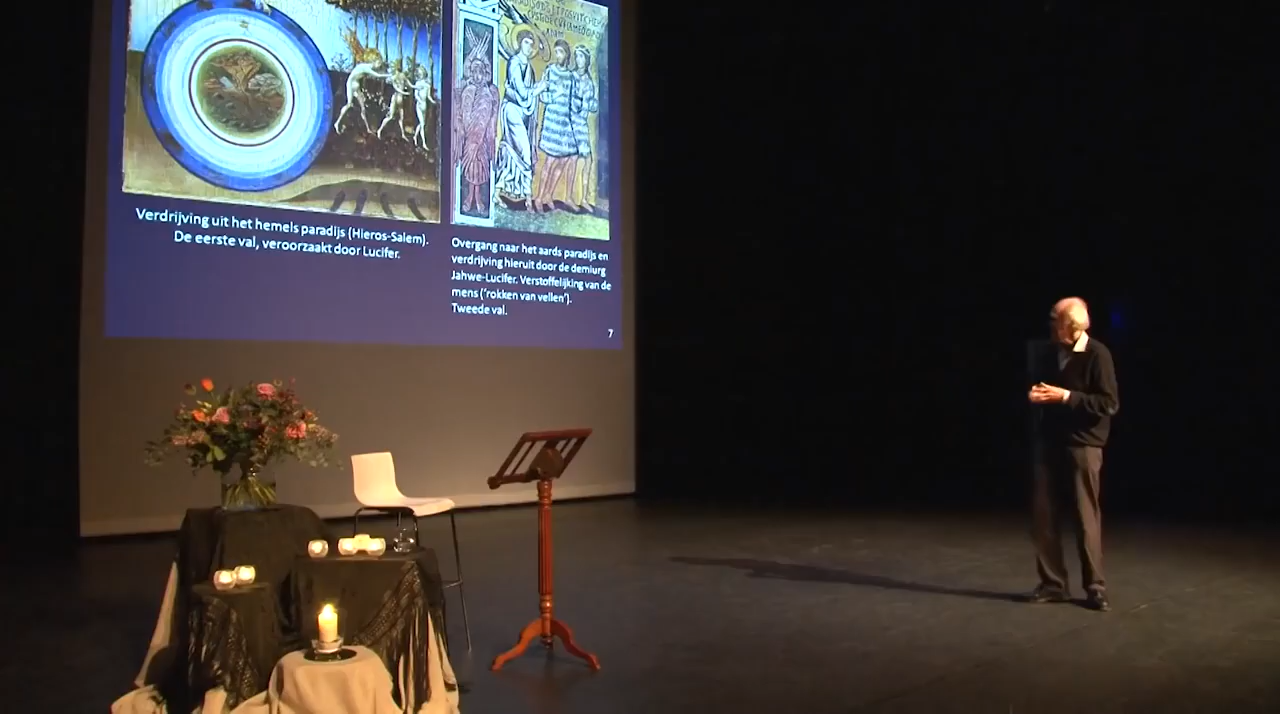 Verdrijving uit het hemels paradijs (Hieros-Salem).
De eerste val, veroorzaakt door Lucifer.
Overgang naar het aards paradijs en
verdrijving hieruit door de demiurg
Jahwe-Lucifer. Verstoffelijking van de
mens ('rokken van vellen').
Tweede val.
7